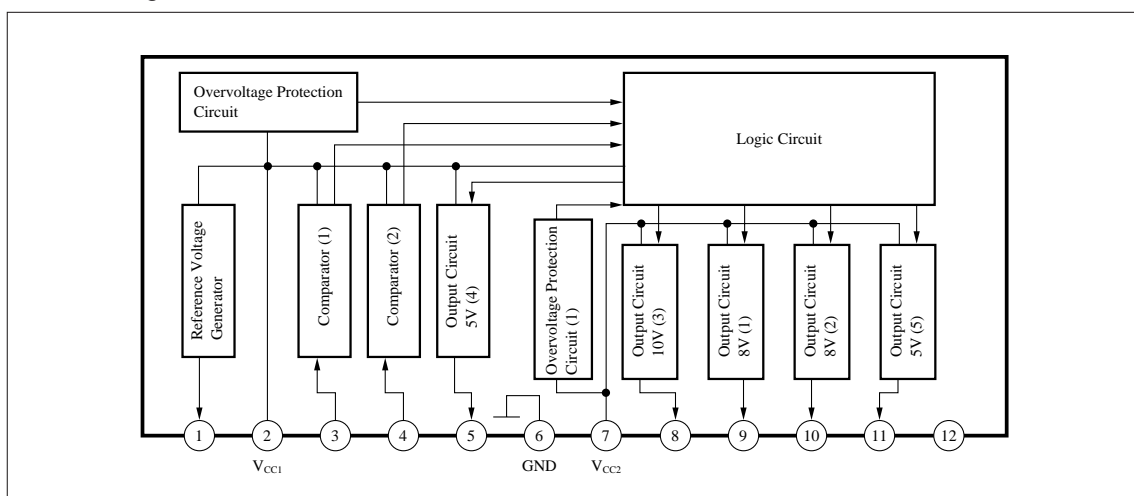 Overvoltage Protection
Circuit
Logic Circuit
Reference Voltage
Generator
Comparator (1)
Comparator (2)
Output Circuit
5V (4)
Overvoltage Protection
Circuit (1)
Output Circuit
10V (3)
Output Circuit
8V (1)
Output Circuit
8V (2)
Output Circuit
5V (5)
1 2 3 4 5 6 7 8 9 10 11 12
VCC1 GND VCC2